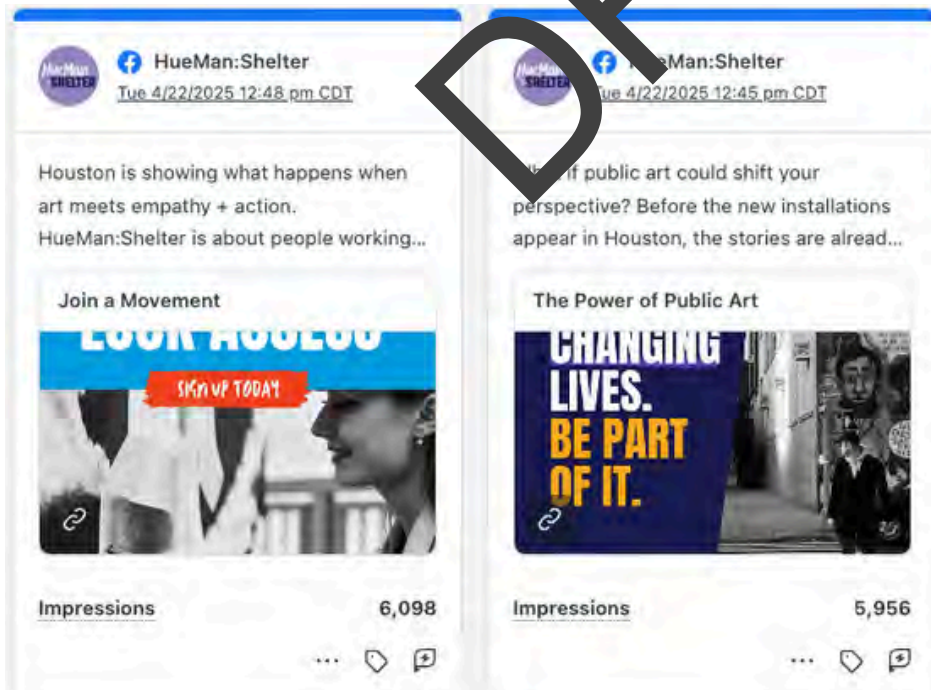 HueMan:Shelter
Tue 4/22/2025 12:48 pm CDT
Houston is showing what happens when
art meets empathy + action.
HueMan:Shelter is about people working...
Join a Movement
SIGN UP TODAY
Impressions
6,098
...
D
HueMan
SHELTER
4/22/2025 12:45 pm CDT
if public art could shift your
perspective? Before the new installations
appear in Houston, the stories are alread...
The Power of Public Art
CHANGING
LIVES.
BE PART
OF IT.
Impressions
5,956
...